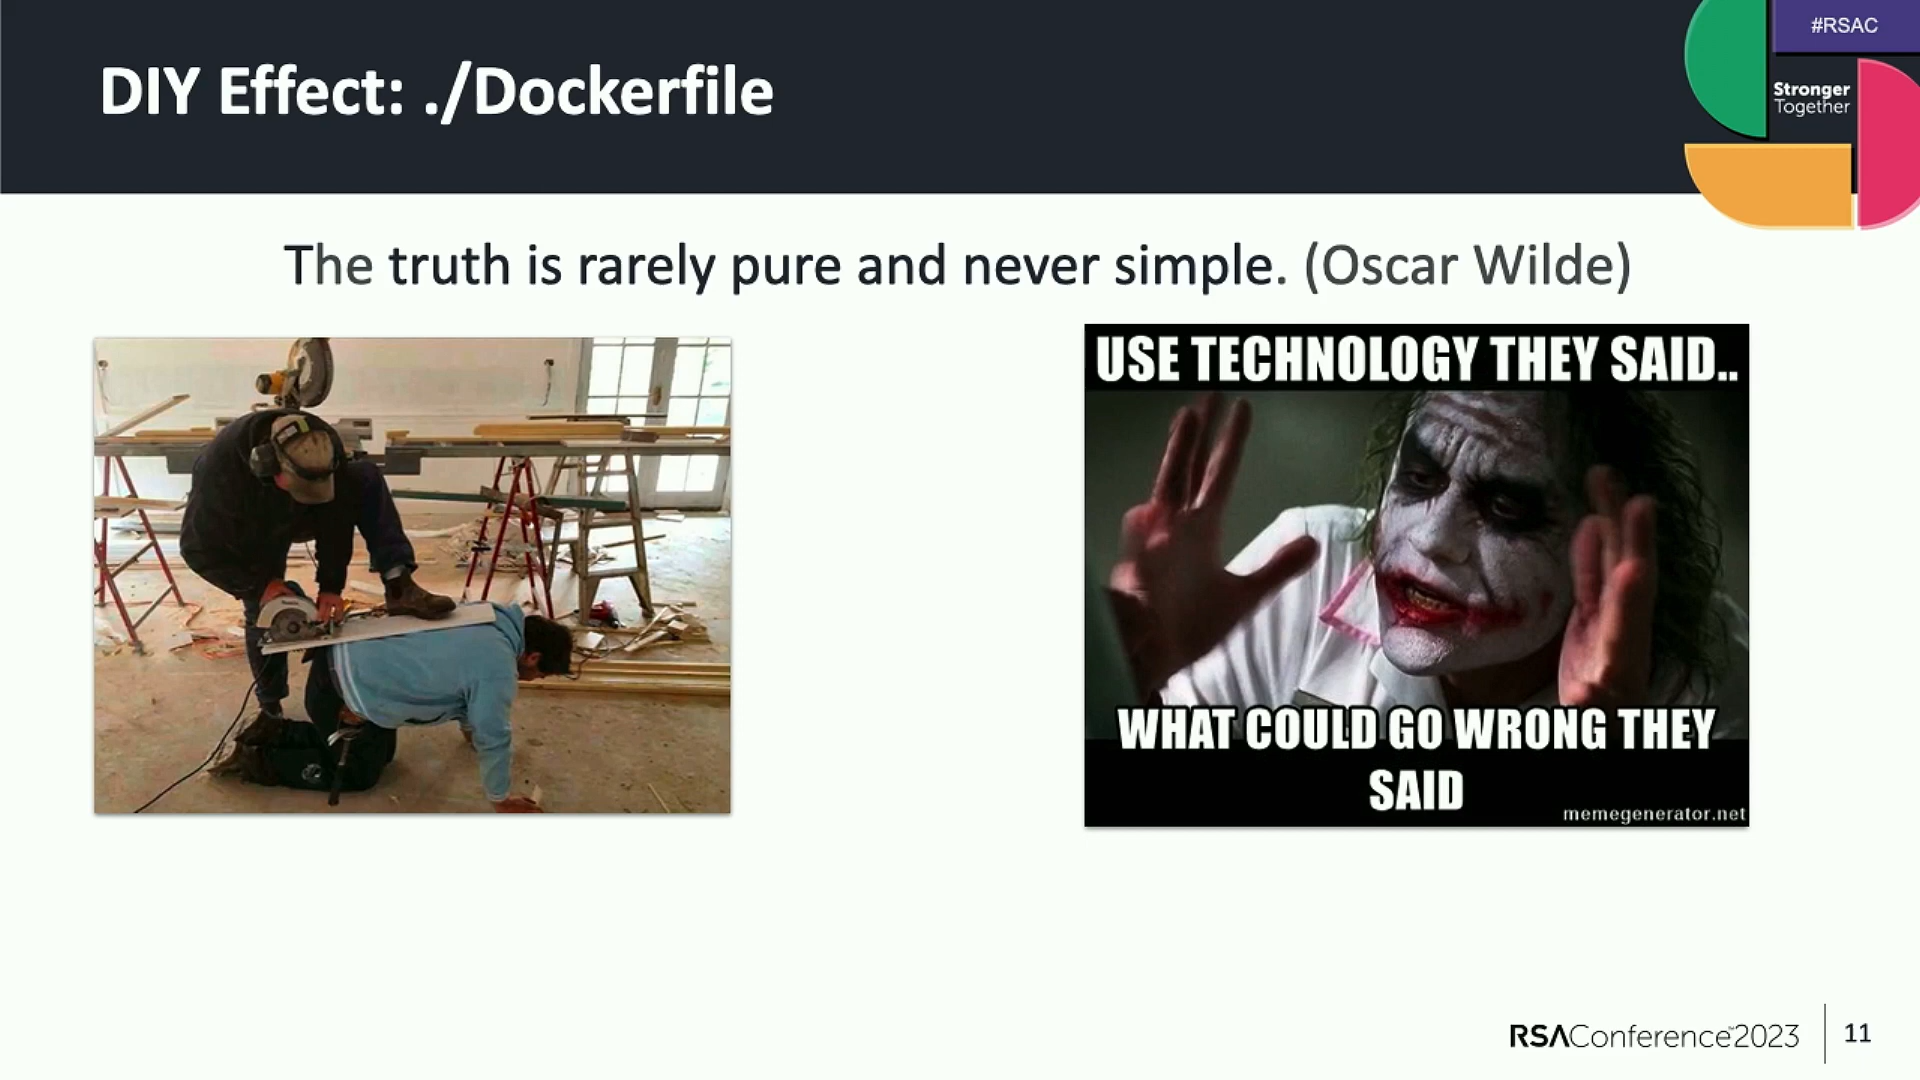 #RSAC
DIY Effect: ./Dockerfile
Stronger
Together
The truth is rarely pure and never simple. (Oscar Wilde)
USE TECHNOLOGY THEY SAID..
WHAT COULD GO WRONG THEY
SAID
memegenerator.net
RSAConference™2023
11